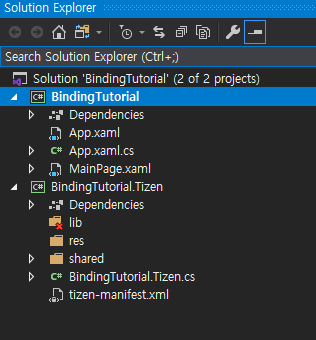 Solution Explorer
Search Solution Explorer (Ctrl+;)
Solution 'BindingTutorial' (2 of 2 projects)
C# BindingTutorial
Dependencies
App.xaml
C# App.xaml.cs
MainPage.xaml
C# BindingTutorial.Tizen
Dependencies
lib
res
shared
C# BindingTutorial.Tizen.cs
tizen-manifest.xml